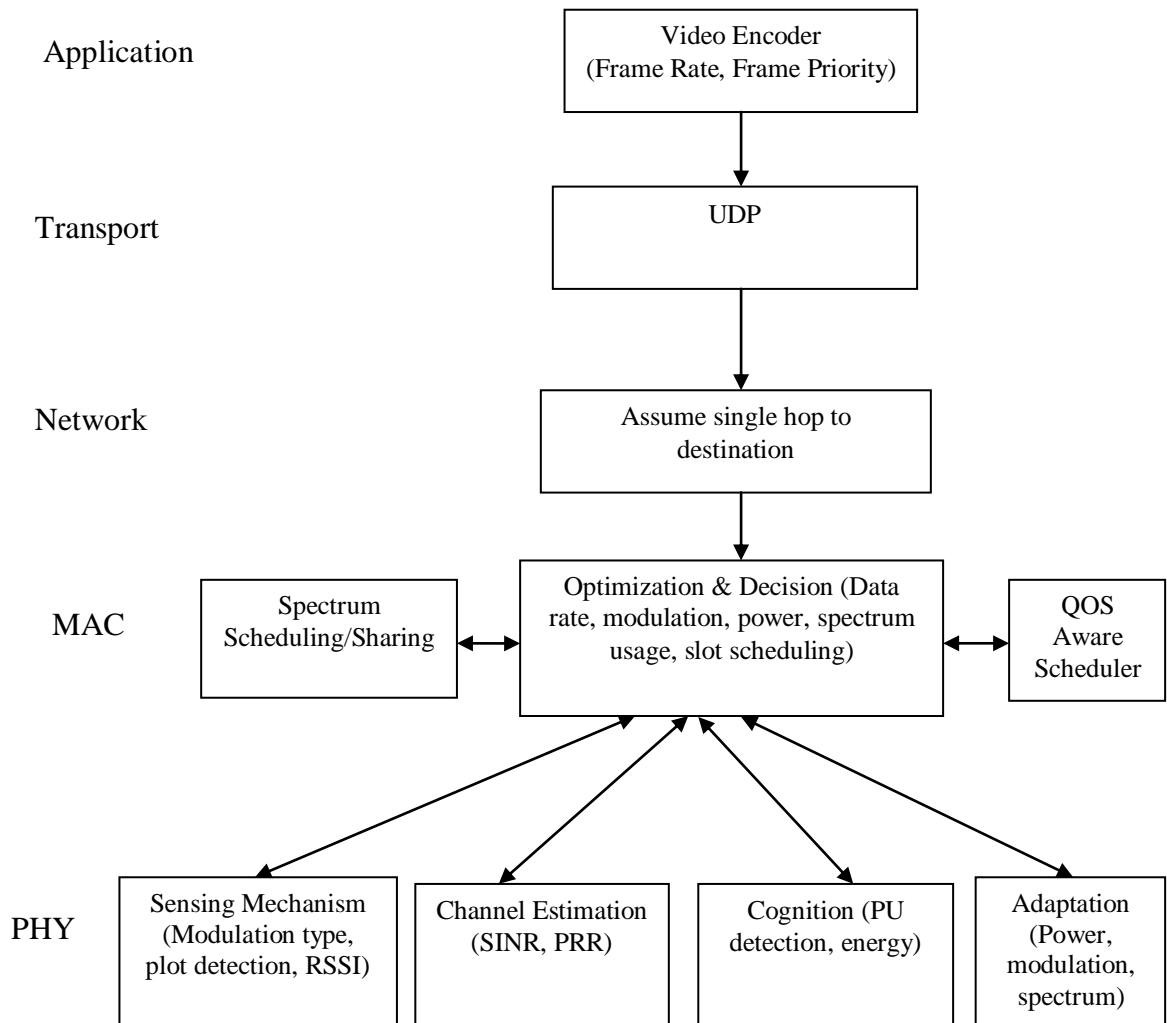 Application
Video Encoder
(Frame Rate, Frame Priority)
Transport
UDP
Network
Assume single hop to
destination
MAC
Spectrum
Scheduling/Sharing
Optimization & Decision (Data
rate, modulation, power, spectrum
usage, slot scheduling)
QOS
Aware
Scheduler
PHY
Sensing Mechanism
(Modulation type,
plot detection, RSSI)
Channel Estimation
(SINR, PRR)
Cognition (PU
detection, energy)
Adaptation
(Power,
modulation,
spectrum)